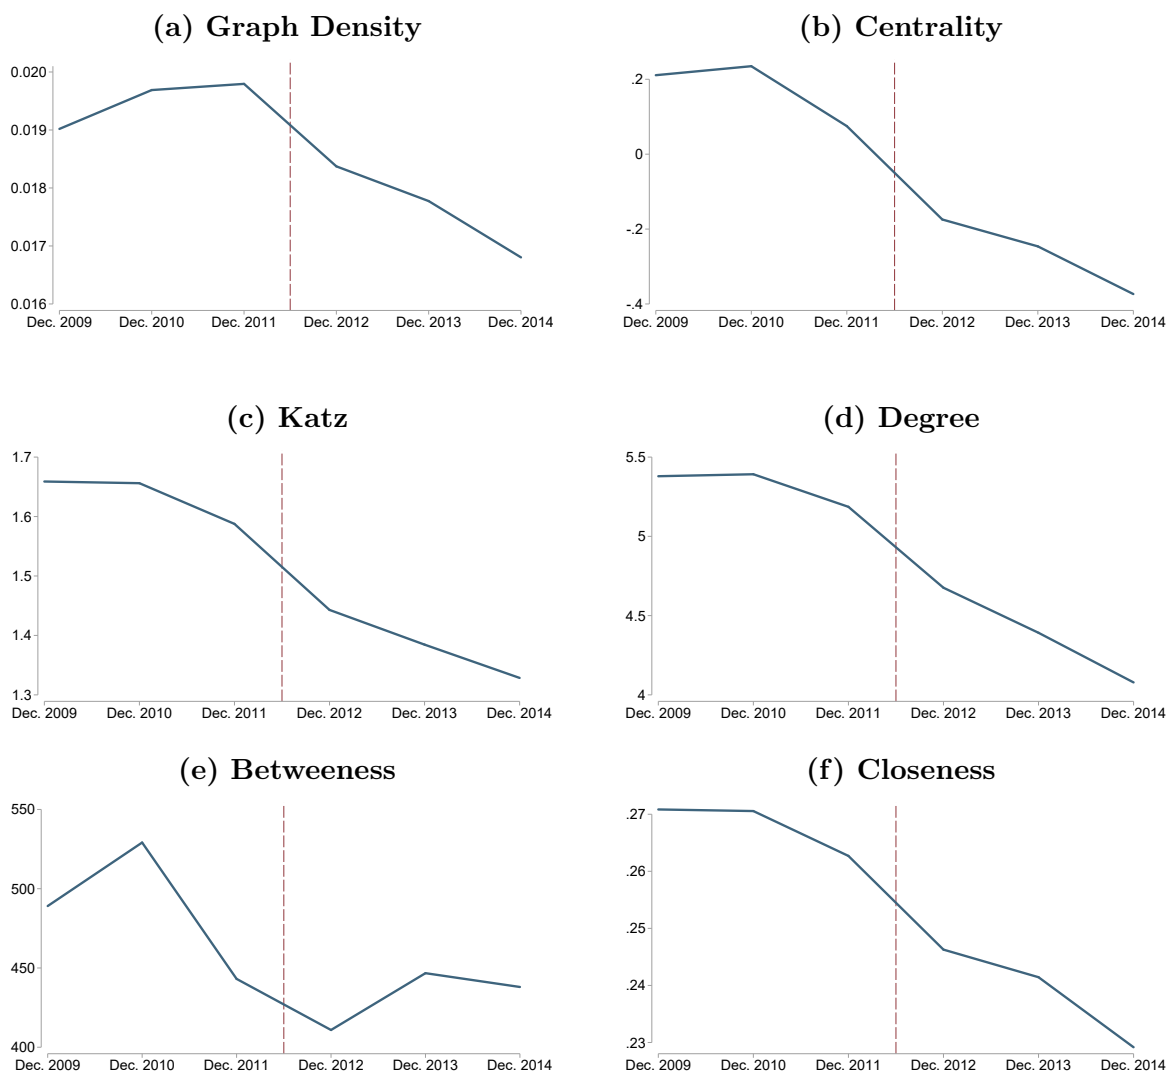 (a) Graph Density
0.020
0.019
0.018
0.017
0.016
Dec. 2009 Dec. 2010 Dec. 2011 Dec. 2012 Dec. 2013 Dec. 2014
(b) Centrality
.2
0
-.2
-.4
Dec. 2009 Dec. 2010 Dec. 2011 Dec. 2012 Dec. 2013 Dec. 2014
(c) Katz
1.7
1.6
1.5
1.4
1.3
Dec. 2009 Dec. 2010 Dec. 2011 Dec. 2012 Dec. 2013 Dec. 2014
(d) Degree
5.5
5
4.5
4
Dec. 2009 Dec. 2010 Dec. 2011 Dec. 2012 Dec. 2013 Dec. 2014
(e) Betweeness
550
500
450
400
Dec. 2009 Dec. 2010 Dec. 2011 Dec. 2012 Dec. 2013 Dec. 2014
(f) Closeness
.27
.26
.25
.24
.23
Dec. 2009 Dec. 2010 Dec. 2011 Dec. 2012 Dec. 2013 Dec. 2014